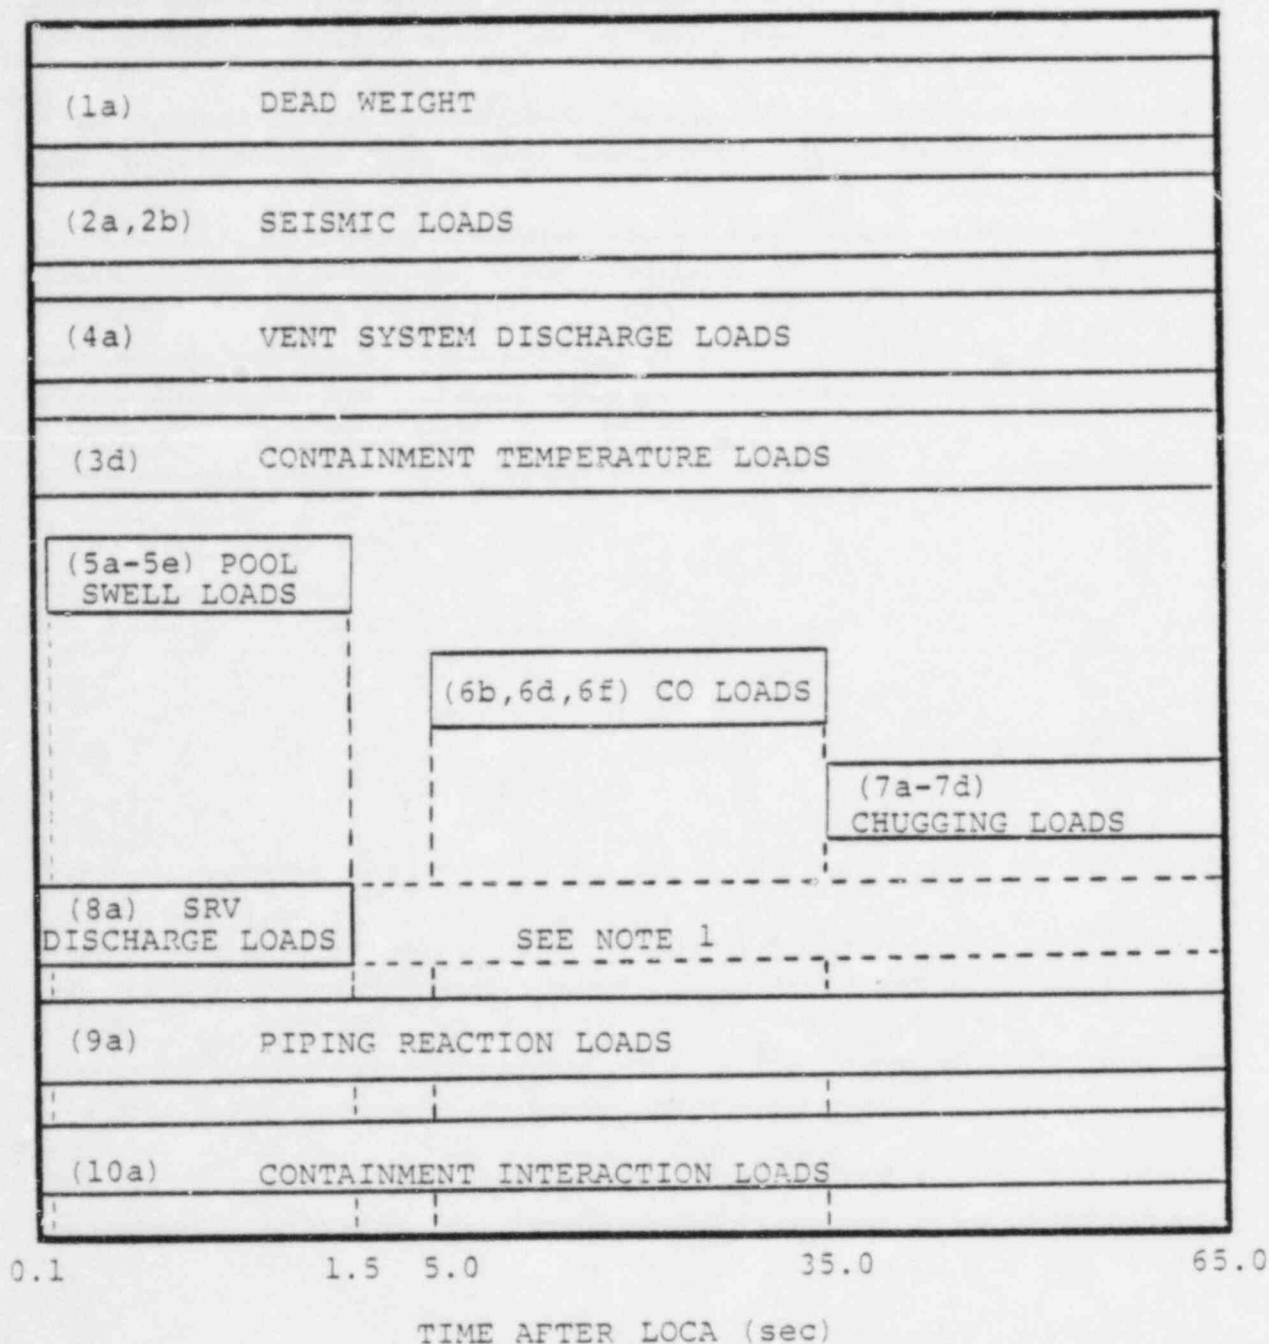 (1a) DEAD WEIGHT
(2a,2b) SEISMIC LOADS
(4a) VENT SYSTEM DISCHARGE LOADS
(3d) CONTAINMENT TEMPERATURE LOADS
(5a-5e) POOL
SWELL LOADS
(6b,6d,6f) CO LOADS
(7a-7d)
CHUGGING LOADS
(8a) SRV
DISCHARGE LOADS
SEE NOTE 1
(9a) PIPING REACTION LOADS
(10a) CONTAINMENT INTERACTION LOADS
0.1 1.5 5.0 35.0 65.0
TIME AFTER LOCA (sec)